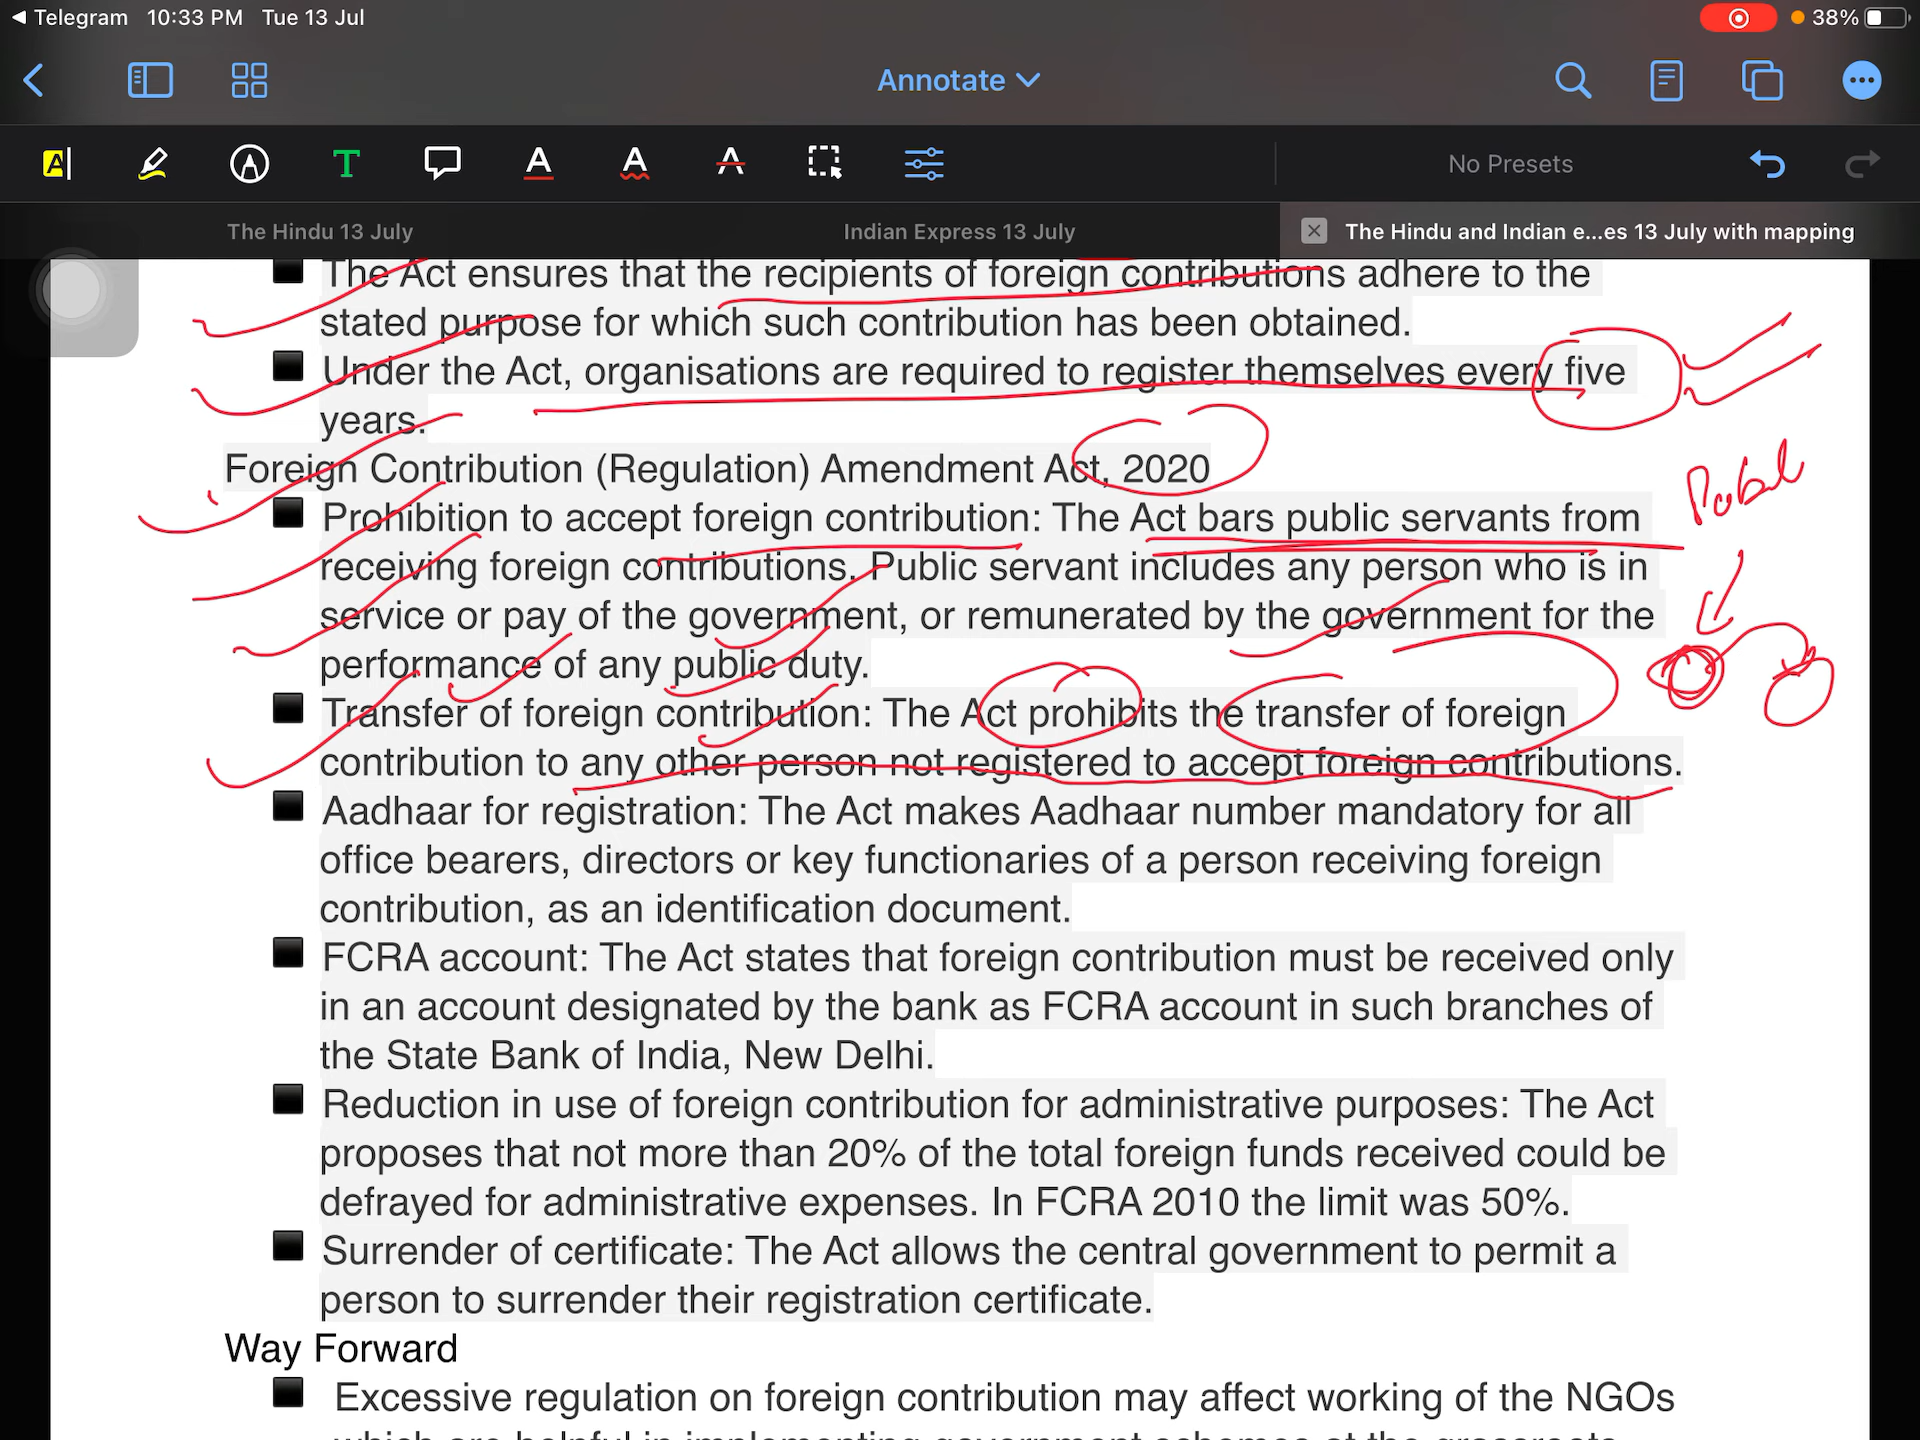 Telegram 10:33 PM Tue 13 Jul 38%
Annotate
A T A A A No Presets
The Hindu 13 July Indian Express 13 July The Hindu and Indian e...es 13 July with mapping
The Act ensures that the recipients of foreign contributions adhere to the
stated purpose for which such contribution has been obtained.
Under the Act, organisations are required to register themselves every five
years.
Foreign Contribution (Regulation) Amendment Act, 2020
Prohibition to accept foreign contribution: The Act bars public servants from
receiving foreign contributions. Public servant includes any person who is in
service or pay of the government, or remunerated by the government for the
performance of any public duty.
Transfer of foreign contribution: The Act prohibits the transfer of foreign
contribution to any other person not registered to accept foreign contributions.
Aadhaar for registration: The Act makes Aadhaar number mandatory for all
office bearers, directors or key functionaries of a person receiving foreign
contribution, as an identification document.
FCRA account: The Act states that foreign contribution must be received only
in an account designated by the bank as FCRA account in such branches of
the State Bank of India, New Delhi.
Reduction in use of foreign contribution for administrative purposes: The Act
proposes that not more than 20% of the total foreign funds received could be
defrayed for administrative expenses. In FCRA 2010 the limit was 50%.
Surrender of certificate: The Act allows the central government to permit a
person to surrender their registration certificate.
Way Forward
Excessive regulation on foreign contribution may affect working of the NGOs
which are helpful in implementing government schemes at the grassroots